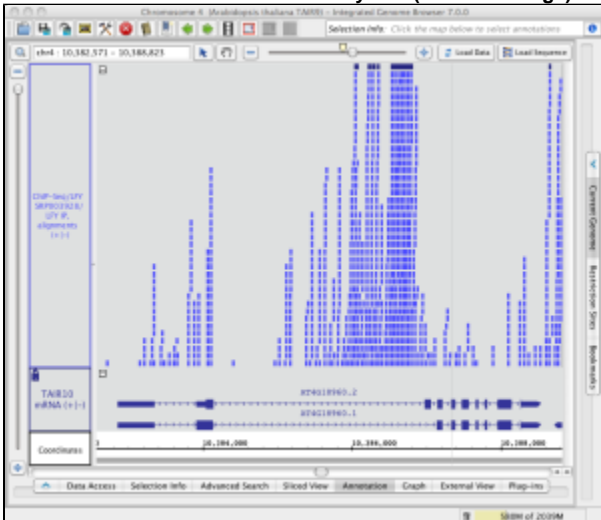 Chromosome 4 (Arabidopsis thaliana TAIR9) - Integrated Genome Browser 7.0.0
Selection Info: Click the map below to select annotations
chr4 : 10,382,571 - 10,388,823
Load Data
Load Sequence
ChIP-Seq/LFY
SRP003928/
LFY IP,
alignments
(+)(-)
TAIR10
mRNA (+)(-)
AT4G18960.2
AT4G18960.1
Coordinates
10,384,000
10,386,000
10,388,000
Data Access
Selection Info
Advanced Search
Sliced View
Annotation
Graph
External View
Plug-ins
Current Genome
Restriction Sites
Bookmarks
of 2039M